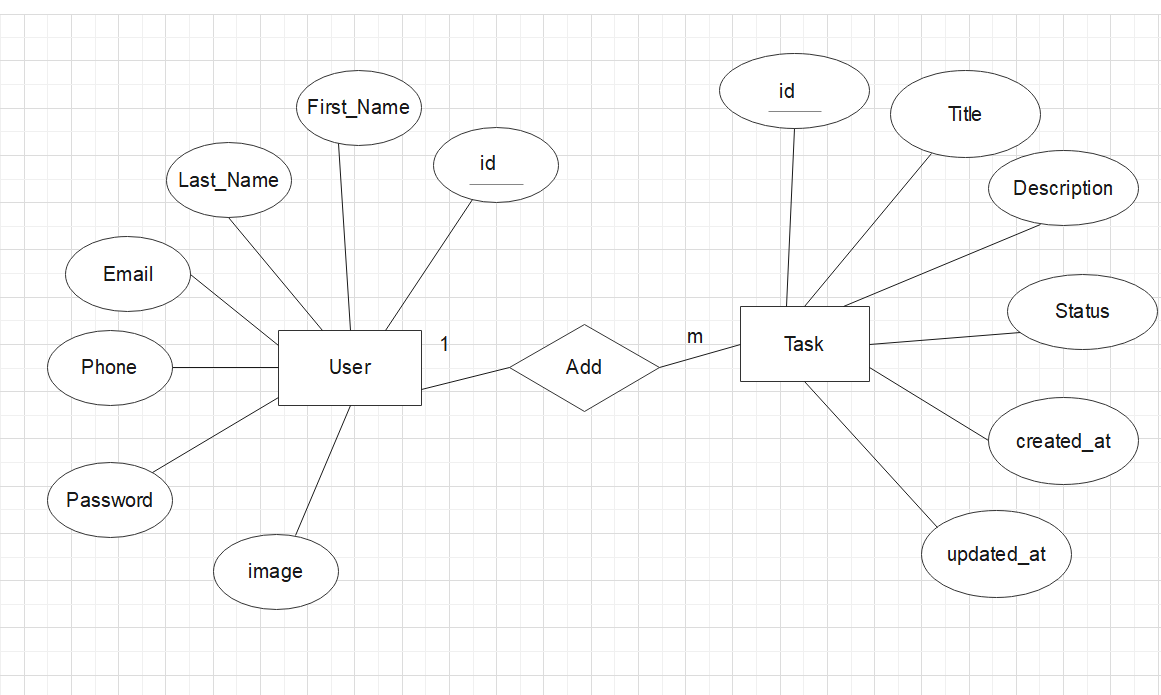 First_Name
id
Last_Name
Email
Phone
Password
image
User
1
Add
m
Task
id
Title
Description
Status
created_at
updated_at